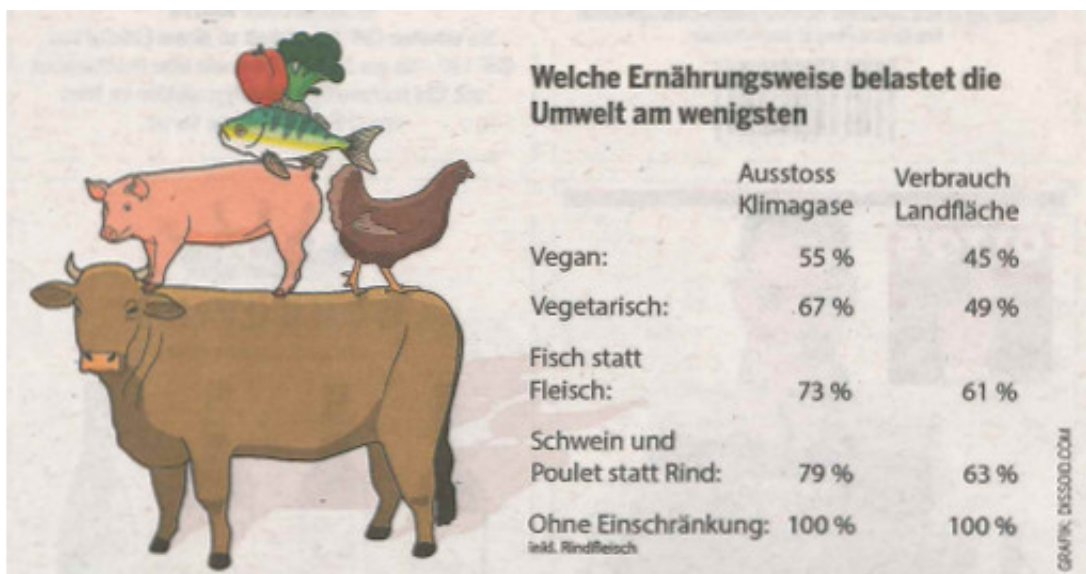 Welche Ernährungsweise belastet die
Umwelt am wenigsten
Ausstoss
Klimagase
Verbrauch
Landfläche
Vegan: 55 % 45 %
Vegetarisch: 67 % 49 %
Fisch statt
Fleisch: 73 % 61 %
Schwein und
Poulet statt Rind: 79 % 63 %
Ohne Einschränkung: 100 % 100 %
inkl. Rindfleisch
GRAFIK: DISSOID.COM